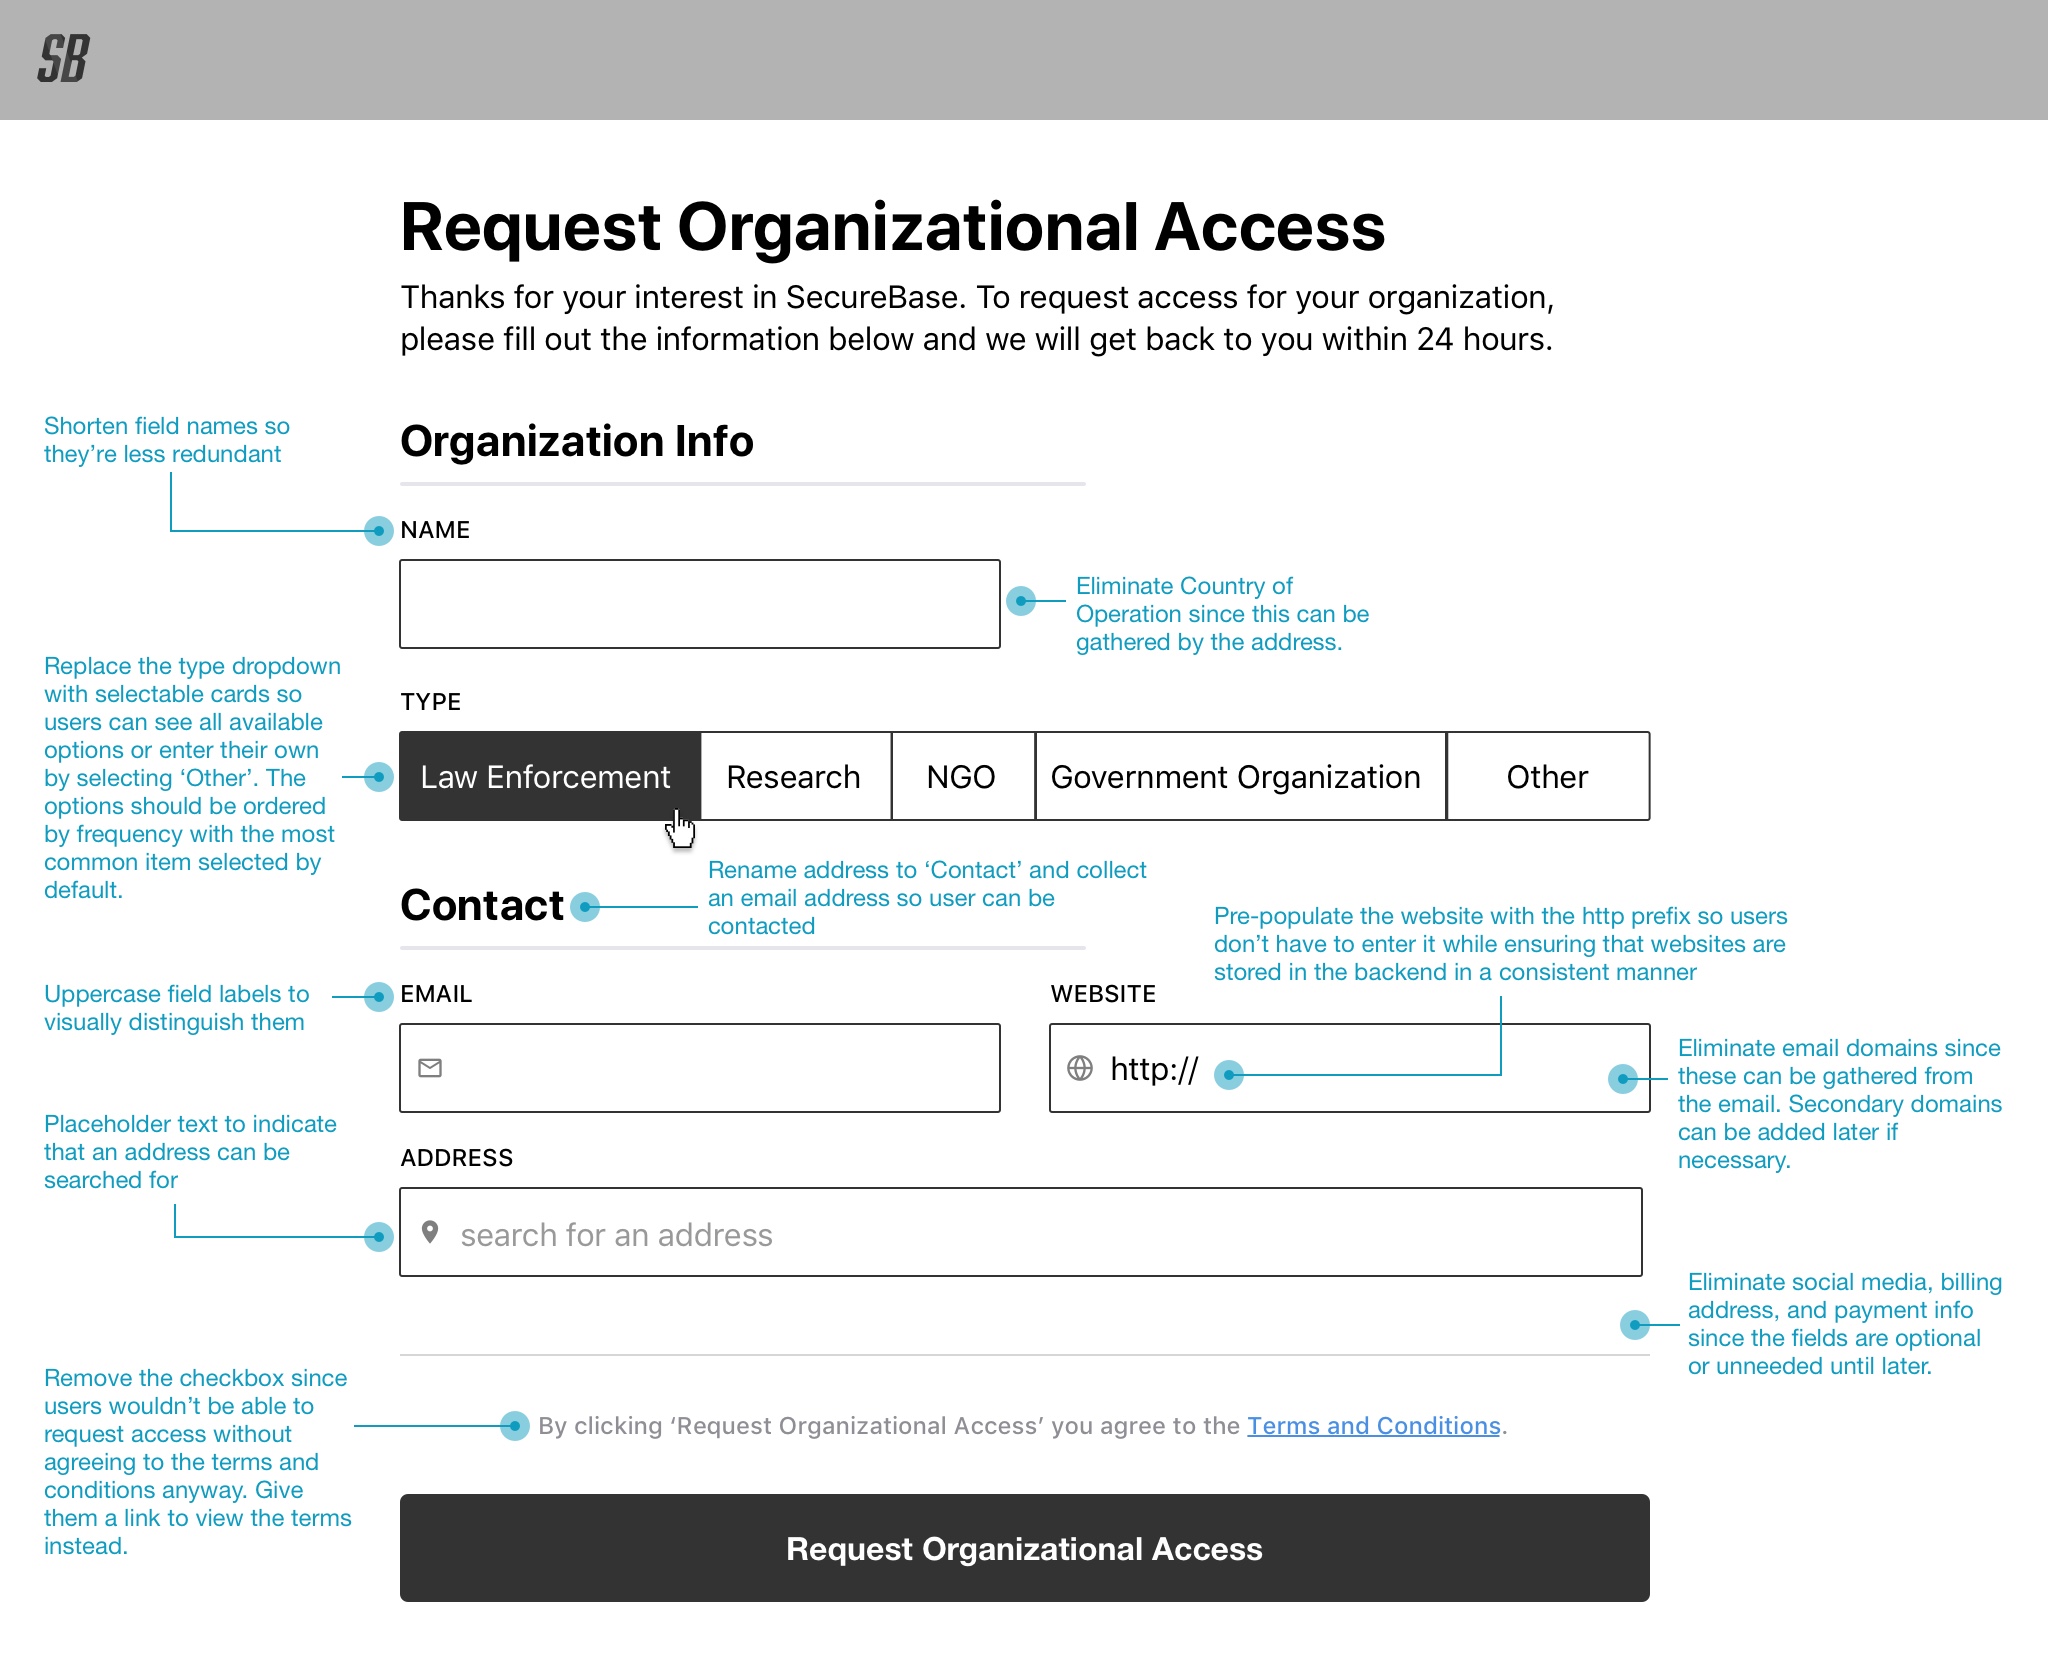 SB
Request Organizational Access
Thanks for your interest in SecureBase. To request access for your organization,
please fill out the information below and we will get back to you within 24 hours.
Shorten field names so
they’re less redundant
Organization Info
NAME
Eliminate Country of
Operation since this can be
gathered by the address.
Replace the type dropdown
with selectable cards so
users can see all available
options or enter their own
by selecting ‘Other’. The
options should be ordered
by frequency with the most
common item selected by
default.
TYPE
Law Enforcement
Research
NGO
Government Organization
Other
Contact
Rename address to ‘Contact’ and collect
an email address so user can be
contacted
Pre-populate the website with the http prefix so users
don’t have to enter it while ensuring that websites are
stored in the backend in a consistent manner
Uppercase field labels to
visually distinguish them
EMAIL
WEBSITE
http://
Eliminate email domains since
these can be gathered from
the email. Secondary domains
can be added later if
necessary.
Placeholder text to indicate
that an address can be
searched for
ADDRESS
search for an address
Eliminate social media, billing
address, and payment info
since the fields are optional
or unneeded until later.
Remove the checkbox since
users wouldn’t be able to
request access without
agreeing to the terms and
conditions anyway. Give
them a link to view the terms
instead.
By clicking ‘Request Organizational Access’ you agree to the Terms and Conditions.
Request Organizational Access